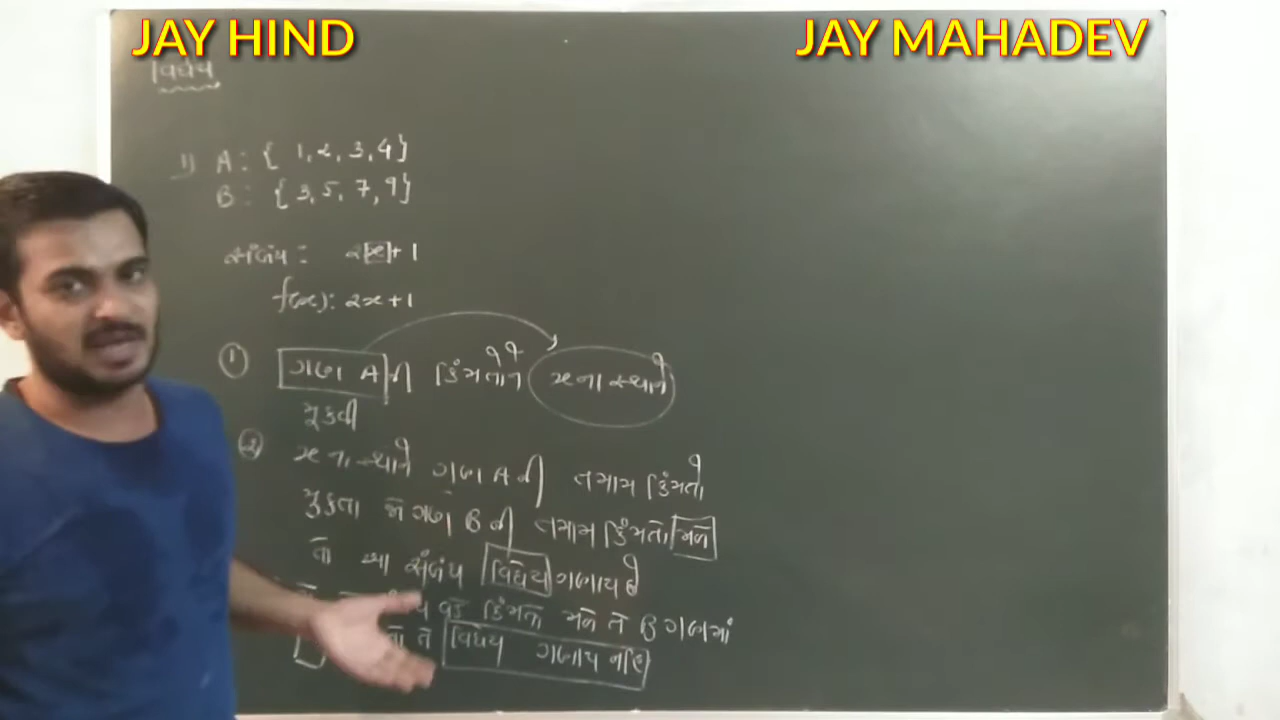 JAY HIND
JAY MAHADEV
વિધેય
1) A : { 1, 2, 3, 4 }
B : { 3, 5, 7, 9 }
સંબંધ : 2x + 1
f(x) : 2x + 1
① ગણ A ની કિંમતોને x ના સ્થાને
મૂકવી
② x ના સ્થાને ગણ A ની તમામ કિંમતો
મુકતા જો ગણ B ની તમામ કિંમતો મળે
તો આ સંબંધ વિધેય ગણાય છે
વડે કિંમતો મળે તે B ગણમાં
તો તે વિધેય ગણાય નહિ